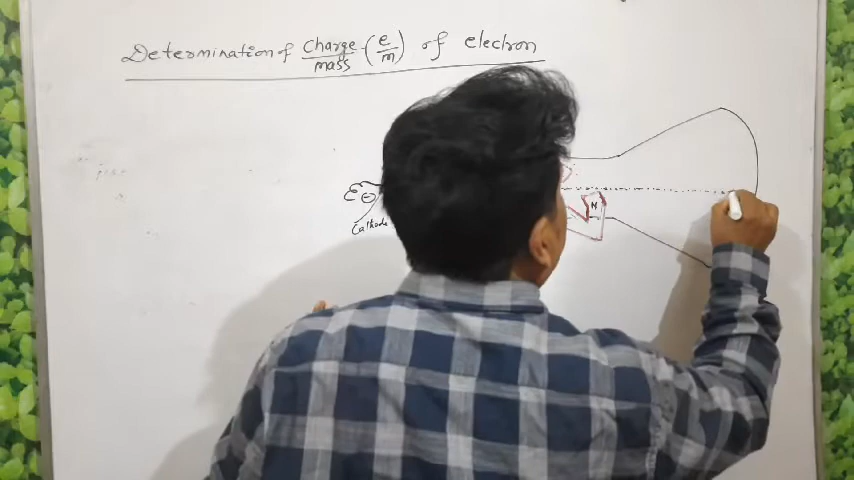 Determination of Charge/mass (e/m) of electron
Cathode
N